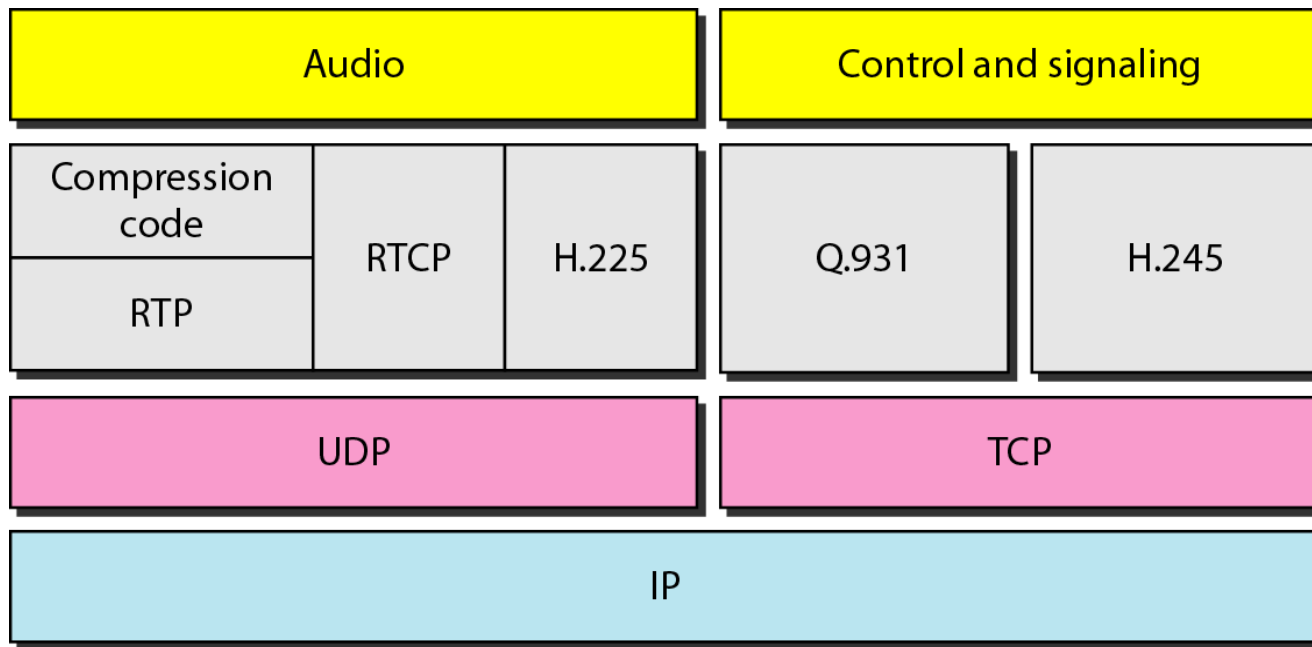 Audio
Control and signaling
Compression
code
RTP
RTCP
H.225
Q.931
H.245
UDP
TCP
IP